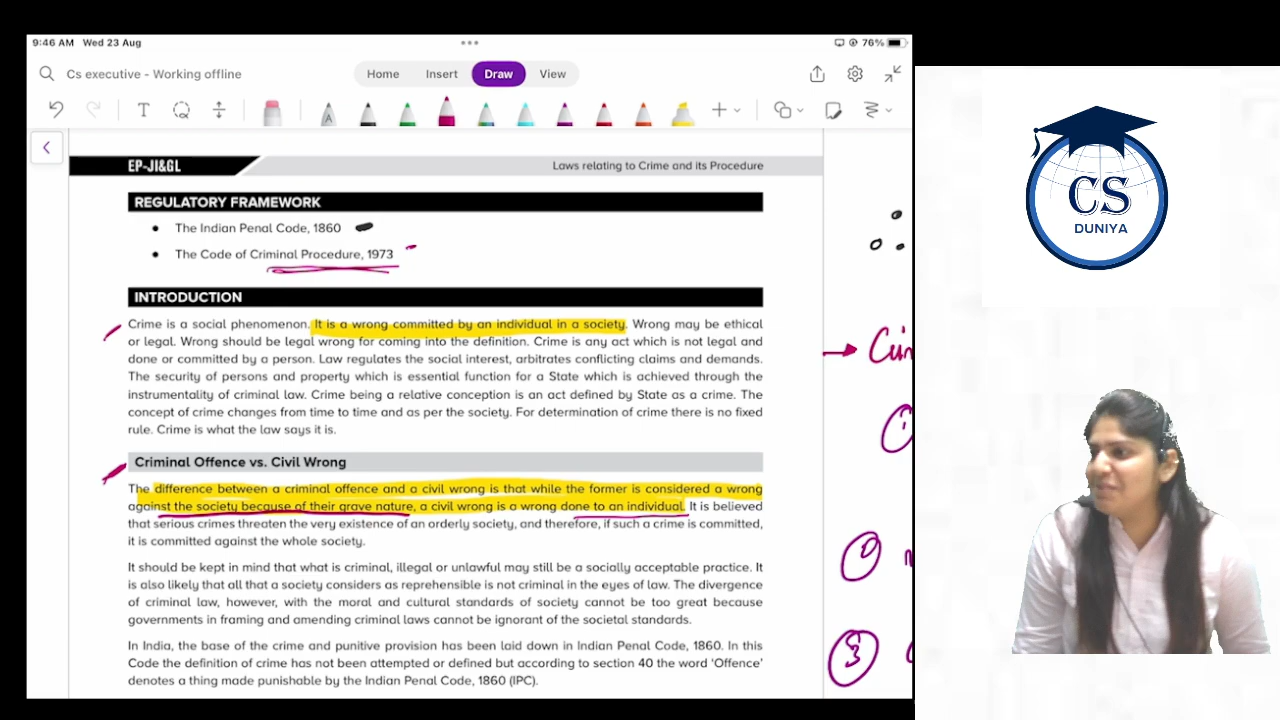 9:46 AM Wed 23 Aug
76%
Cs executive - Working offline
Home Insert Draw View
T
A
EP-JI&GL
Laws relating to Crime and its Procedure
REGULATORY FRAMEWORK
• The Indian Penal Code, 1860
• The Code of Criminal Procedure, 1973
INTRODUCTION
Crime is a social phenomenon. It is a wrong committed by an individual in a society. Wrong may be ethical
or legal. Wrong should be legal wrong for coming into the definition. Crime is any act which is not legal and
done or committed by a person. Law regulates the social interest, arbitrates conflicting claims and demands.
The security of persons and property which is essential function for a State which is achieved through the
instrumentality of criminal law. Crime being a relative conception is an act defined by State as a crime. The
concept of crime changes from time to time and as per the society. For determination of crime there is no fixed
rule. Crime is what the law says it is.
Criminal Offence vs. Civil Wrong
The difference between a criminal offence and a civil wrong is that while the former is considered a wrong
against the society because of their grave nature, a civil wrong is a wrong done to an individual. It is believed
that serious crimes threaten the very existence of an orderly society, and therefore, if such a crime is committed,
it is committed against the whole society.
It should be kept in mind that what is criminal, illegal or unlawful may still be a socially acceptable practice. It
is also likely that all that a society considers as reprehensible is not criminal in the eyes of law. The divergence
of criminal law, however, with the moral and cultural standards of society cannot be too great because
governments in framing and amending criminal laws cannot be ignorant of the societal standards.
In India, the base of the crime and punitive provision has been laid down in Indian Penal Code, 1860. In this
Code the definition of crime has not been attempted or defined but according to section 40 the word 'Offence'
denotes a thing made punishable by the Indian Penal Code, 1860 (IPC).
3
CS
DUNIYA